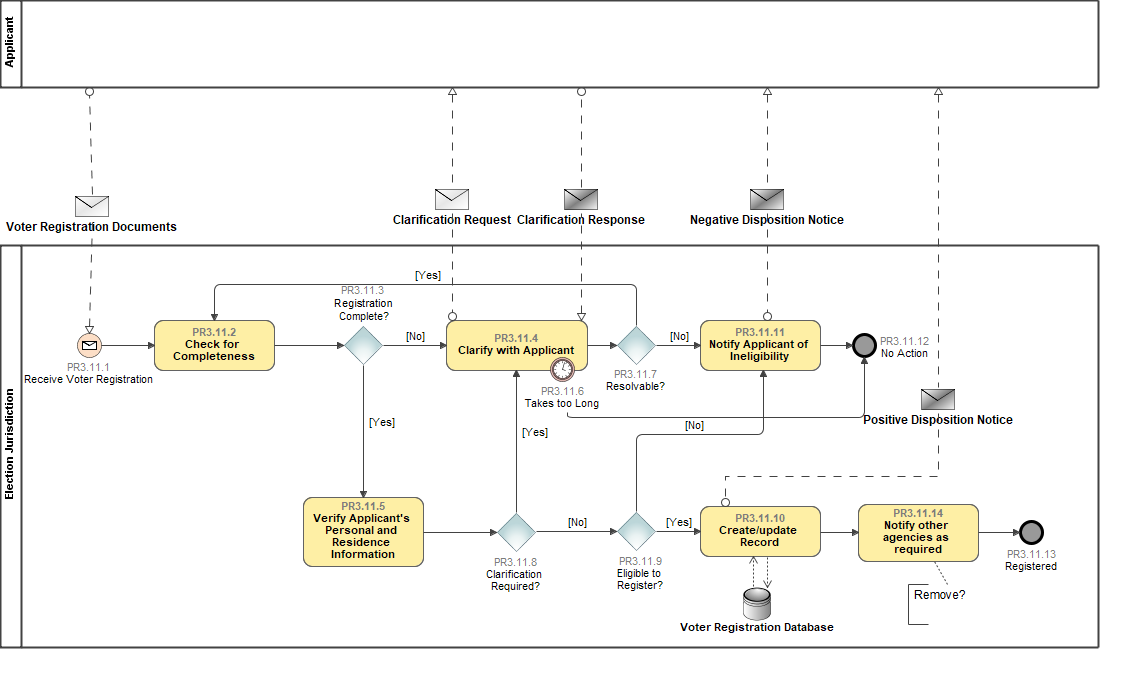 Applicant
Voter Registration Documents
Clarification Request
Clarification Response
Negative Disposition Notice
Election Jurisdiction
[Yes]
PR3.11.3
Registration
Complete?
PR3.11.2
Check for
Completeness
[No]
PR3.11.4
Clarify with Applicant
[No]
PR3.11.11
Notify Applicant of
Ineligibility
PR3.11.12
No Action
PR3.11.1
Receive Voter Registration
PR3.11.7
Resolvable?
PR3.11.6
Takes too Long
Positive Disposition Notice
[Yes]
[Yes]
[No]
PR3.11.5
Verify Applicant's
Personal and
Residence
Information
[No]
[Yes]
PR3.11.10
Create/update
Record
PR3.11.14
Notify other
agencies as
required
PR3.11.8
Clarification
Required?
PR3.11.9
Eligible to
Register?
PR3.11.13
Registered
Remove?
Voter Registration Database